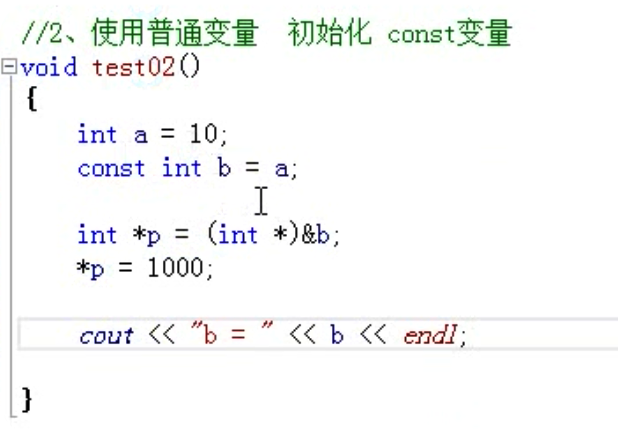 //2、使用普通变量 初始化 const变量
void test02()
{
int a = 10;
const int b = a;
int *p = (int *)&b;
*p = 1000;
cout << "b = " << b << endl;
}